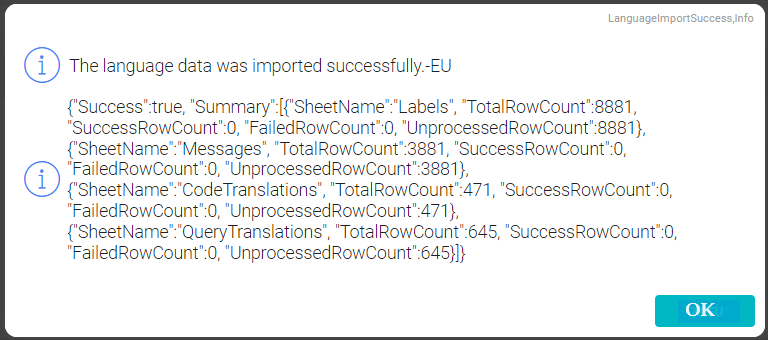 LanguageImportSuccess,Info
The language data was imported successfully.-EU
{"Success":true, "Summary":[{"SheetName":"Labels", "TotalRowCount":8881,
"SuccessRowCount":0, "FailedRowCount":0, "UnprocessedRowCount":8881},
{"SheetName":"Messages", "TotalRowCount":3881, "SuccessRowCount":0,
"FailedRowCount":0, "UnprocessedRowCount":3881},
{"SheetName":"CodeTranslations", "TotalRowCount":471, "SuccessRowCount":0,
"FailedRowCount":0, "UnprocessedRowCount":471},
{"SheetName":"QueryTranslations", "TotalRowCount":645, "SuccessRowCount":0,
"FailedRowCount":0, "UnprocessedRowCount":645}]}
OK